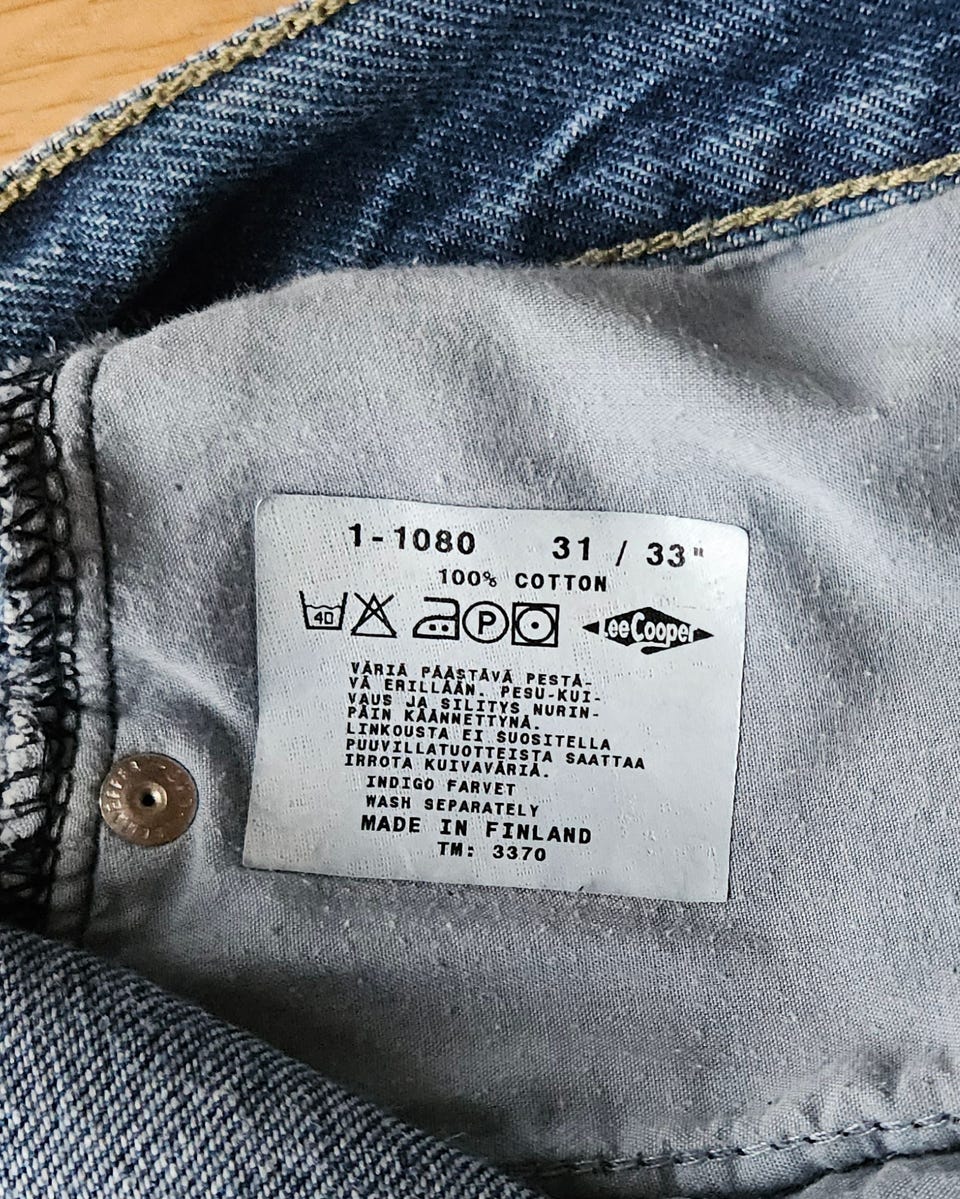 1-1080 31 / 33"
100% COTTON
40 P LeeCooper
VÄRIÄ PÄÄSTÄVÄ PESTÄ-
VÄ ERILLÄÄN. PESU-KUI-
VAUS JA SILITYS NURIN-
PÄIN KÄÄNNETTYNÄ.
LINKOUSTA EI SUOSITELLA
PUUVILLATUOTTEISTA SAATTAA
IRROTA KUIVAVÄRIÄ.
INDIGO FARVET
WASH SEPARATELY
MADE IN FINLAND
TM: 3370